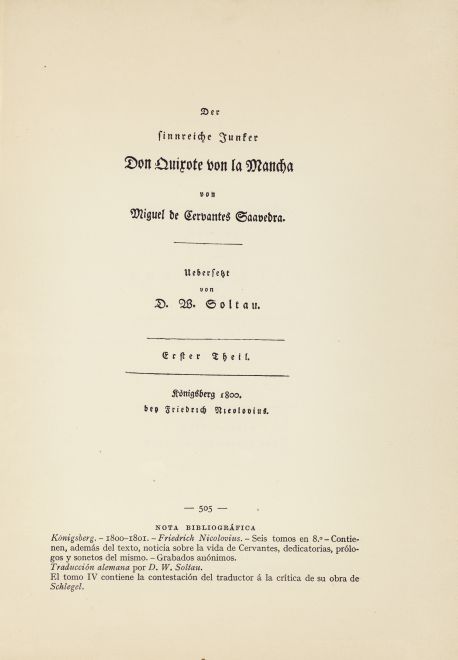 Der
sinnreiche Junker
Don Quixote von la Mancha
von
Miguel de Cervantes Saavedra.
Uebersetzt
von
D. W. Soltau.
Erster Theil.
Königsberg 1800.
bey Friedrich Nicolovius.
— 505 —
NOTA BIBLIOGRÁFICA
Königsberg. – 1800-1801. – Friedrich Nicolovius. – Seis tomos en 8.º – Contie-
nen, además del texto, noticia sobre la vida de Cervantes, dedicatorias, prólo-
gos y sonetos del mismo. – Grabados anónimos.
Traducción alemana por D. W. Soltau.
El tomo IV contiene la contestación del traductor á la crítica de su obra de
Schlegel.